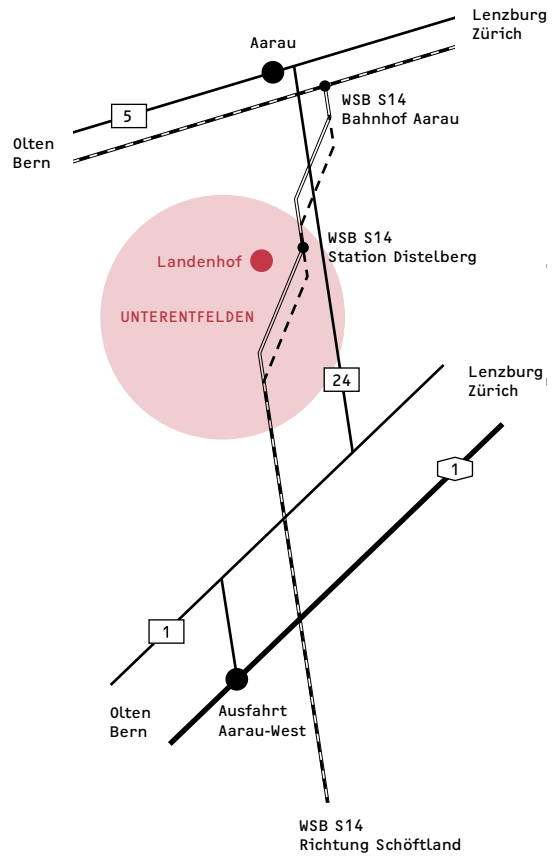 Lenzburg
Zürich
Aarau
5
WSB S14
Bahnhof Aarau
Olten
Bern
WSB S14
Station Distelberg
Landenhof
UNTERENTFELDEN
24
Lenzburg
Zürich
1
1
Olten
Bern
Ausfahrt
Aarau-West
WSB S14
Richtung Schöftland